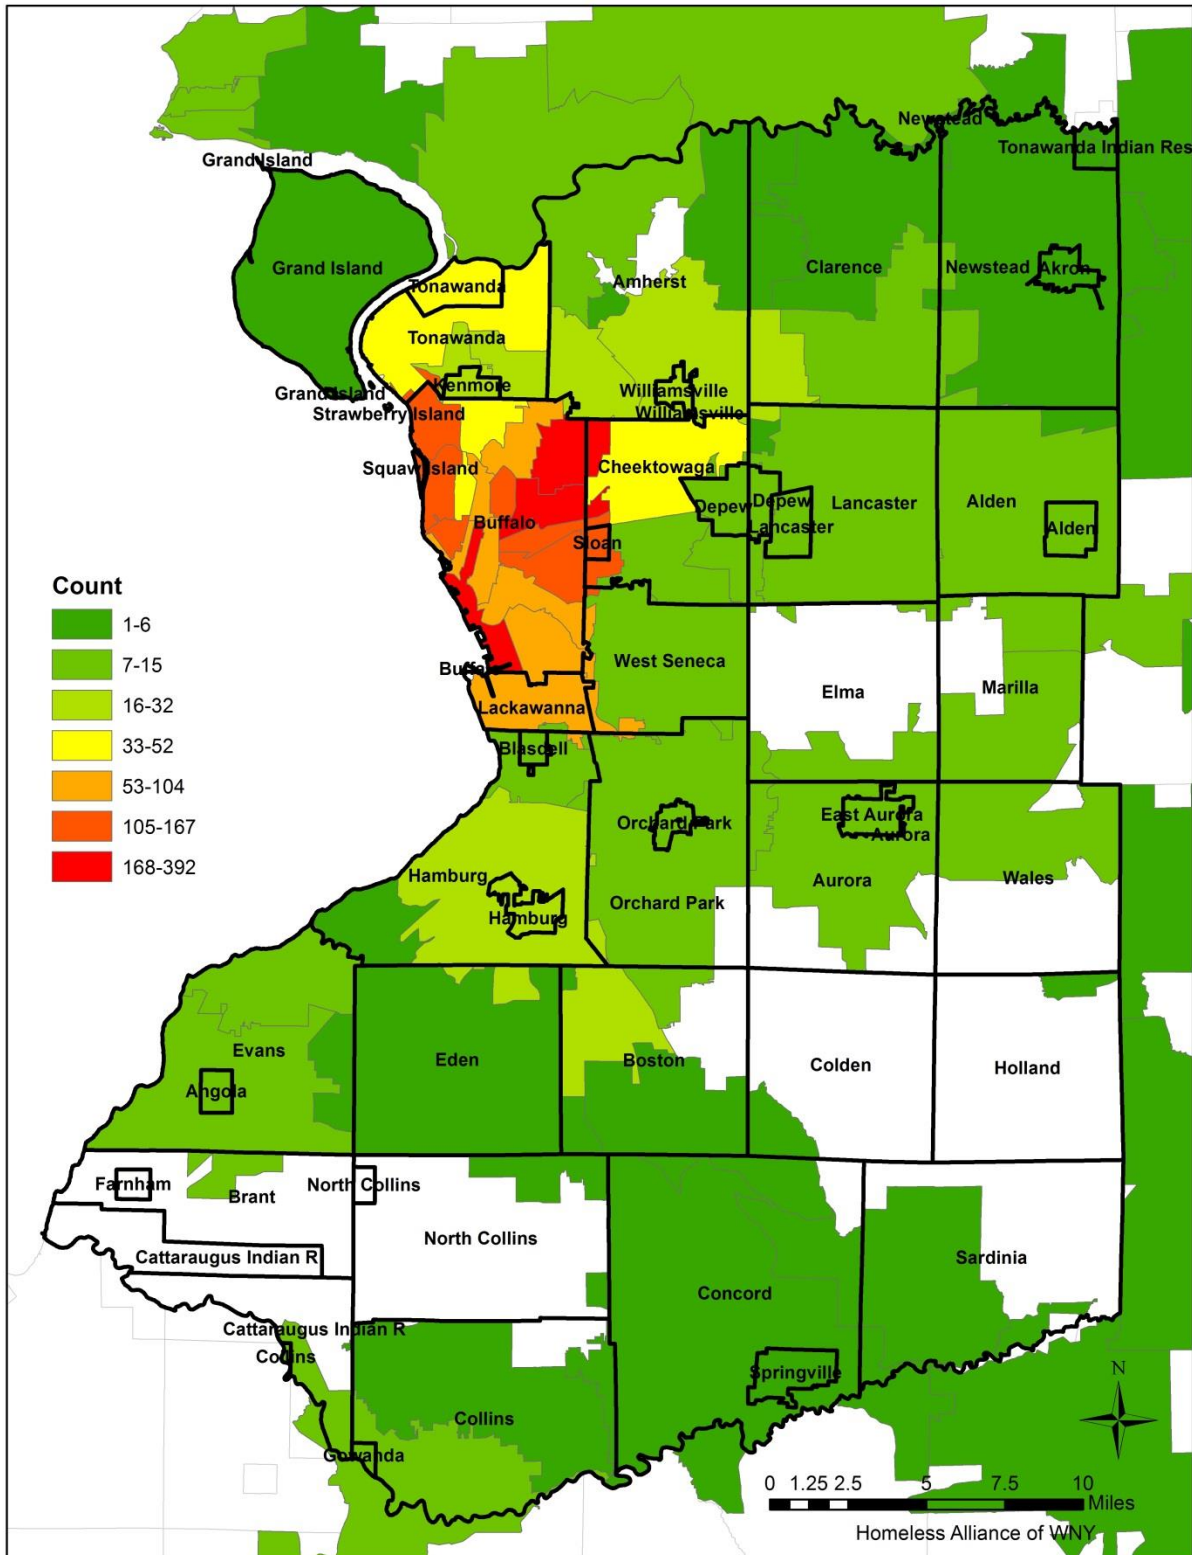 Newstead
Tonawanda Indian Res
Grand Island
Grand Island
Clarence
Newstead
Akron
Amherst
Tonawanda
Tonawanda
Kenmore
Grand Island
Strawberry Island
Williamsville
Williamsville
Squaw Island
Cheektowaga
Buffalo
Depew
Depew
Lancaster
Lancaster
Alden
Alden
Sloan
Count
1-6
7-15
16-32
33-52
53-104
105-167
168-392
West Seneca
Buffalo
Elma
Marilla
Lackawanna
Blasdell
Orchard Park
East Aurora
Aurora
Hamburg
Hamburg
Orchard Park
Aurora
Wales
Evans
Angola
Eden
Boston
Colden
Holland
Farnham
Brant
North Collins
North Collins
Cattaraugus Indian R
Sardinia
Concord
Cattaraugus Indian R
Collins
Springville
Collins
Gowanda
N
0 1.25 2.5 5 7.5 10
Miles
Homeless Alliance of WNY